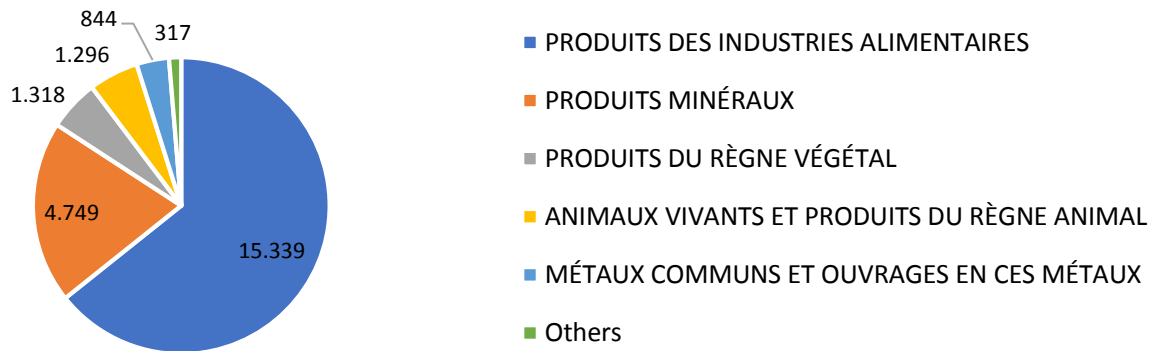 844
317
1.296
1.318
4.749
15.339
PRODUITS DES INDUSTRIES ALIMENTAIRES
PRODUITS MINÉRAUX
PRODUITS DU RÈGNE VÉGÉTAL
ANIMAUX VIVANTS ET PRODUITS DU RÈGNE ANIMAL
MÉTAUX COMMUNS ET OUVRAGES EN CES MÉTAUX
Others